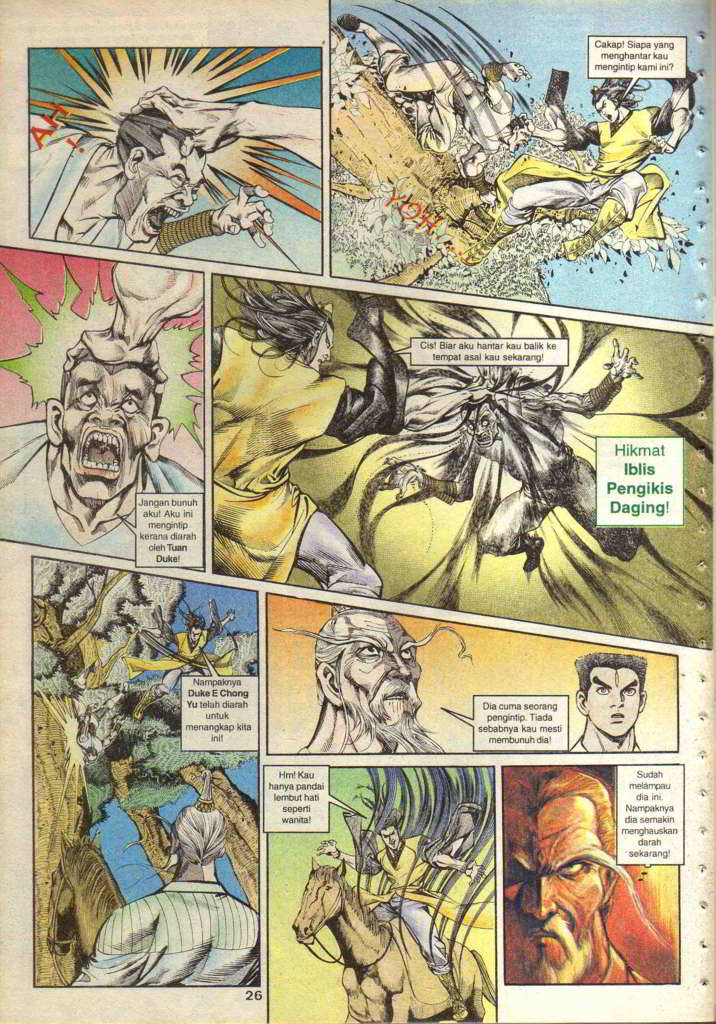 AH
!
Cakap! Siapa yang
menghantar kau
mengintip kami ini?
YOH
!
Jangan bunuh
aku! Aku ini
mengintip
kerana diarah
oleh Tuan
Duke!
Cis! Biar aku hantar kau balik ke
tempat asal kau sekarang!
Hikmat
Iblis
Pengikis
Daging!
Nampaknya
Duke E Chong
Yu telah diarah
untuk
menangkap kita
ini!
Dia cuma seorang
pengintip. Tiada
sebabnya kau mesti
membunuh dia!
Hm! Kau
hanya pandai
lembut hati
seperti
wanita!
Sudah
melampau
dia ini.
Nampaknya
dia semakin
menghauskan
darah
sekarang!
26